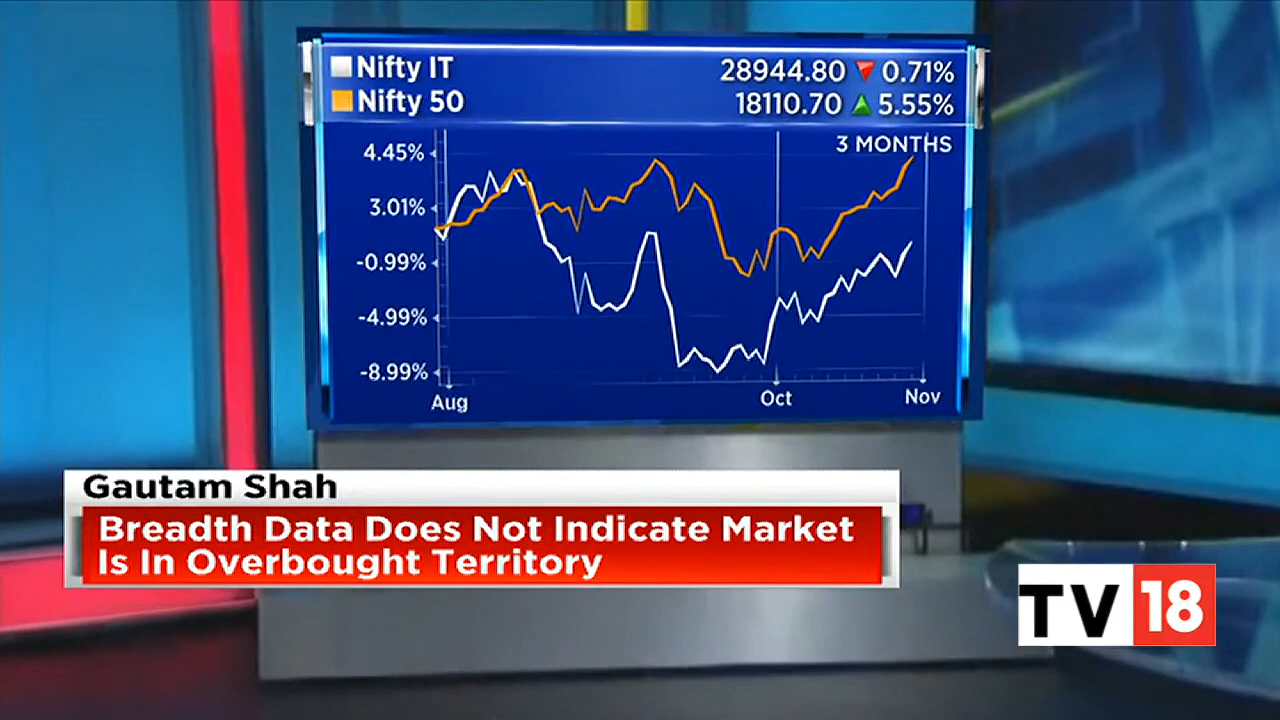 Nifty IT 28944.80 ▼ 0.71%
Nifty 50 18110.70 ▲ 5.55%
3 MONTHS
4.45%
3.01%
-0.99%
-4.99%
-8.99%
Aug Oct Nov
Gautam Shah
Breadth Data Does Not Indicate Market
Is In Overbought Territory
TV18